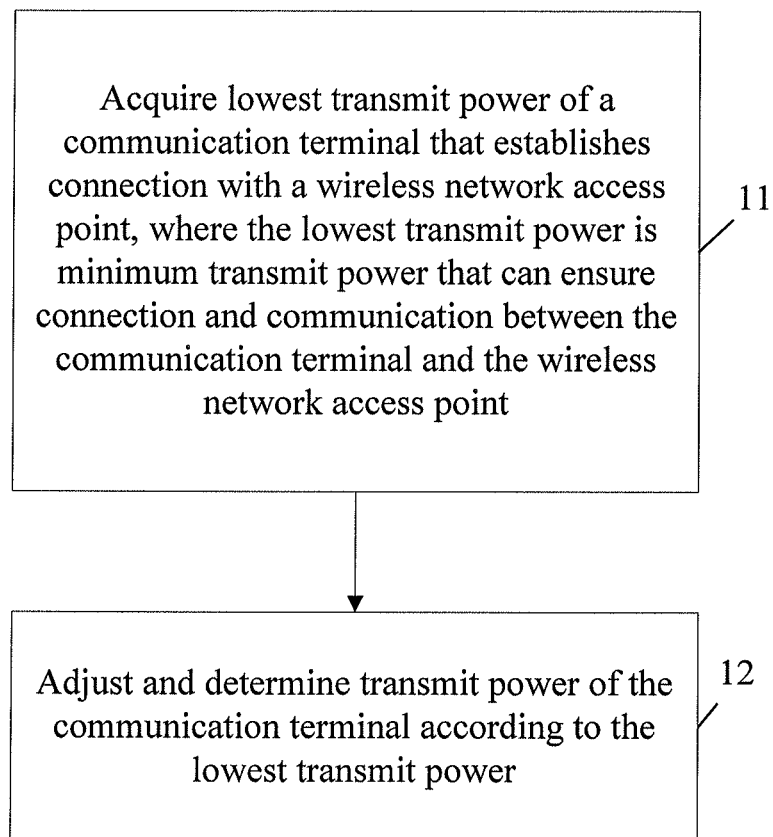 Acquire lowest transmit power of a
communication terminal that establishes
connection with a wireless network access
point, where the lowest transmit power is
minimum transmit power that can ensure
connection and communication between the
communication terminal and the wireless
network access point
11
Adjust and determine transmit power of the
communication terminal according to the
lowest transmit power
12